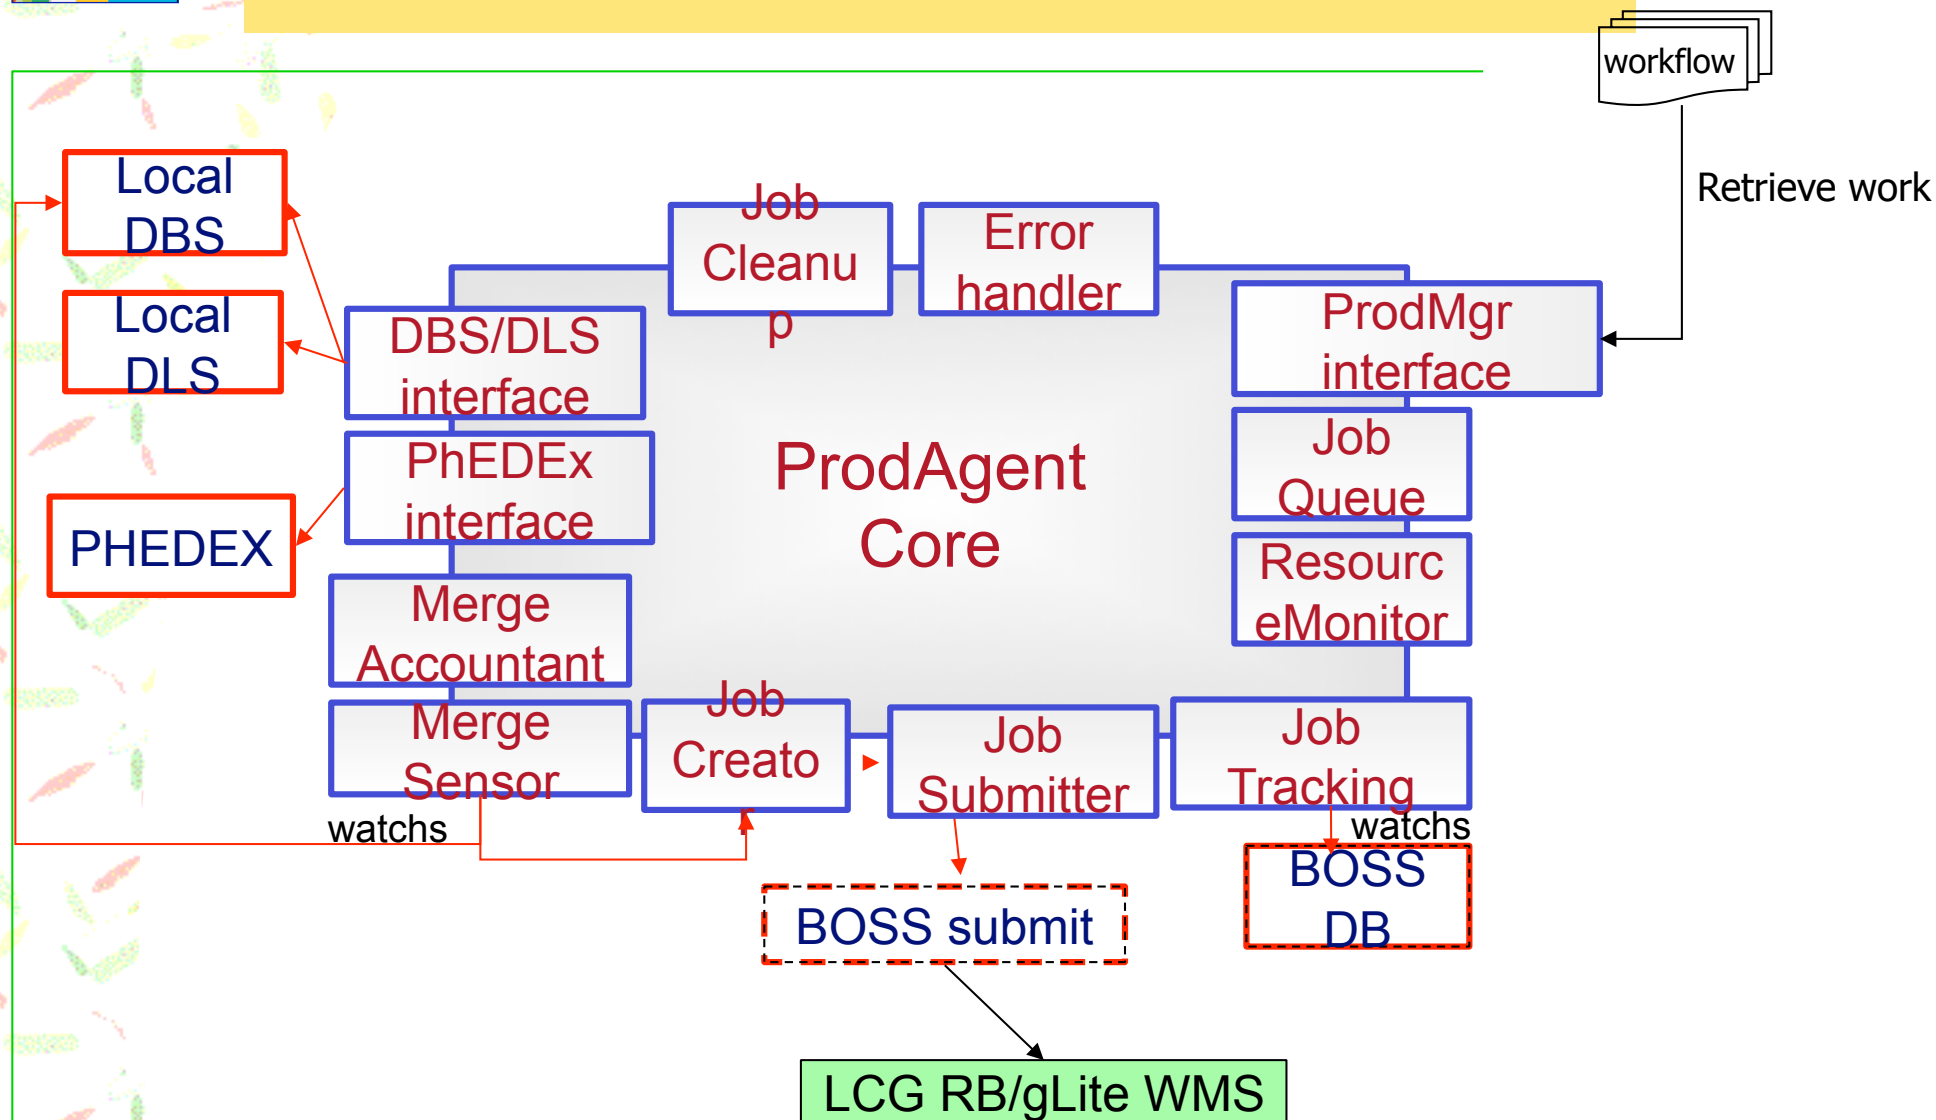 workflow
Retrieve work
Local
DBS
Local
DLS
PHEDEX
Job
Cleanu
p
Error
handler
DBS/DLS
interface
PhEDEx
interface
Merge
Accountant
Merge
Sensor
ProdAgent
Core
ProdMgr
interface
Job
Queue
Resourc
eMonitor
Job
Creato
r
Job
Submitter
Job
Tracking
watchs
watchs
BOSS submit
BOSS
DB
LCG RB/gLite WMS